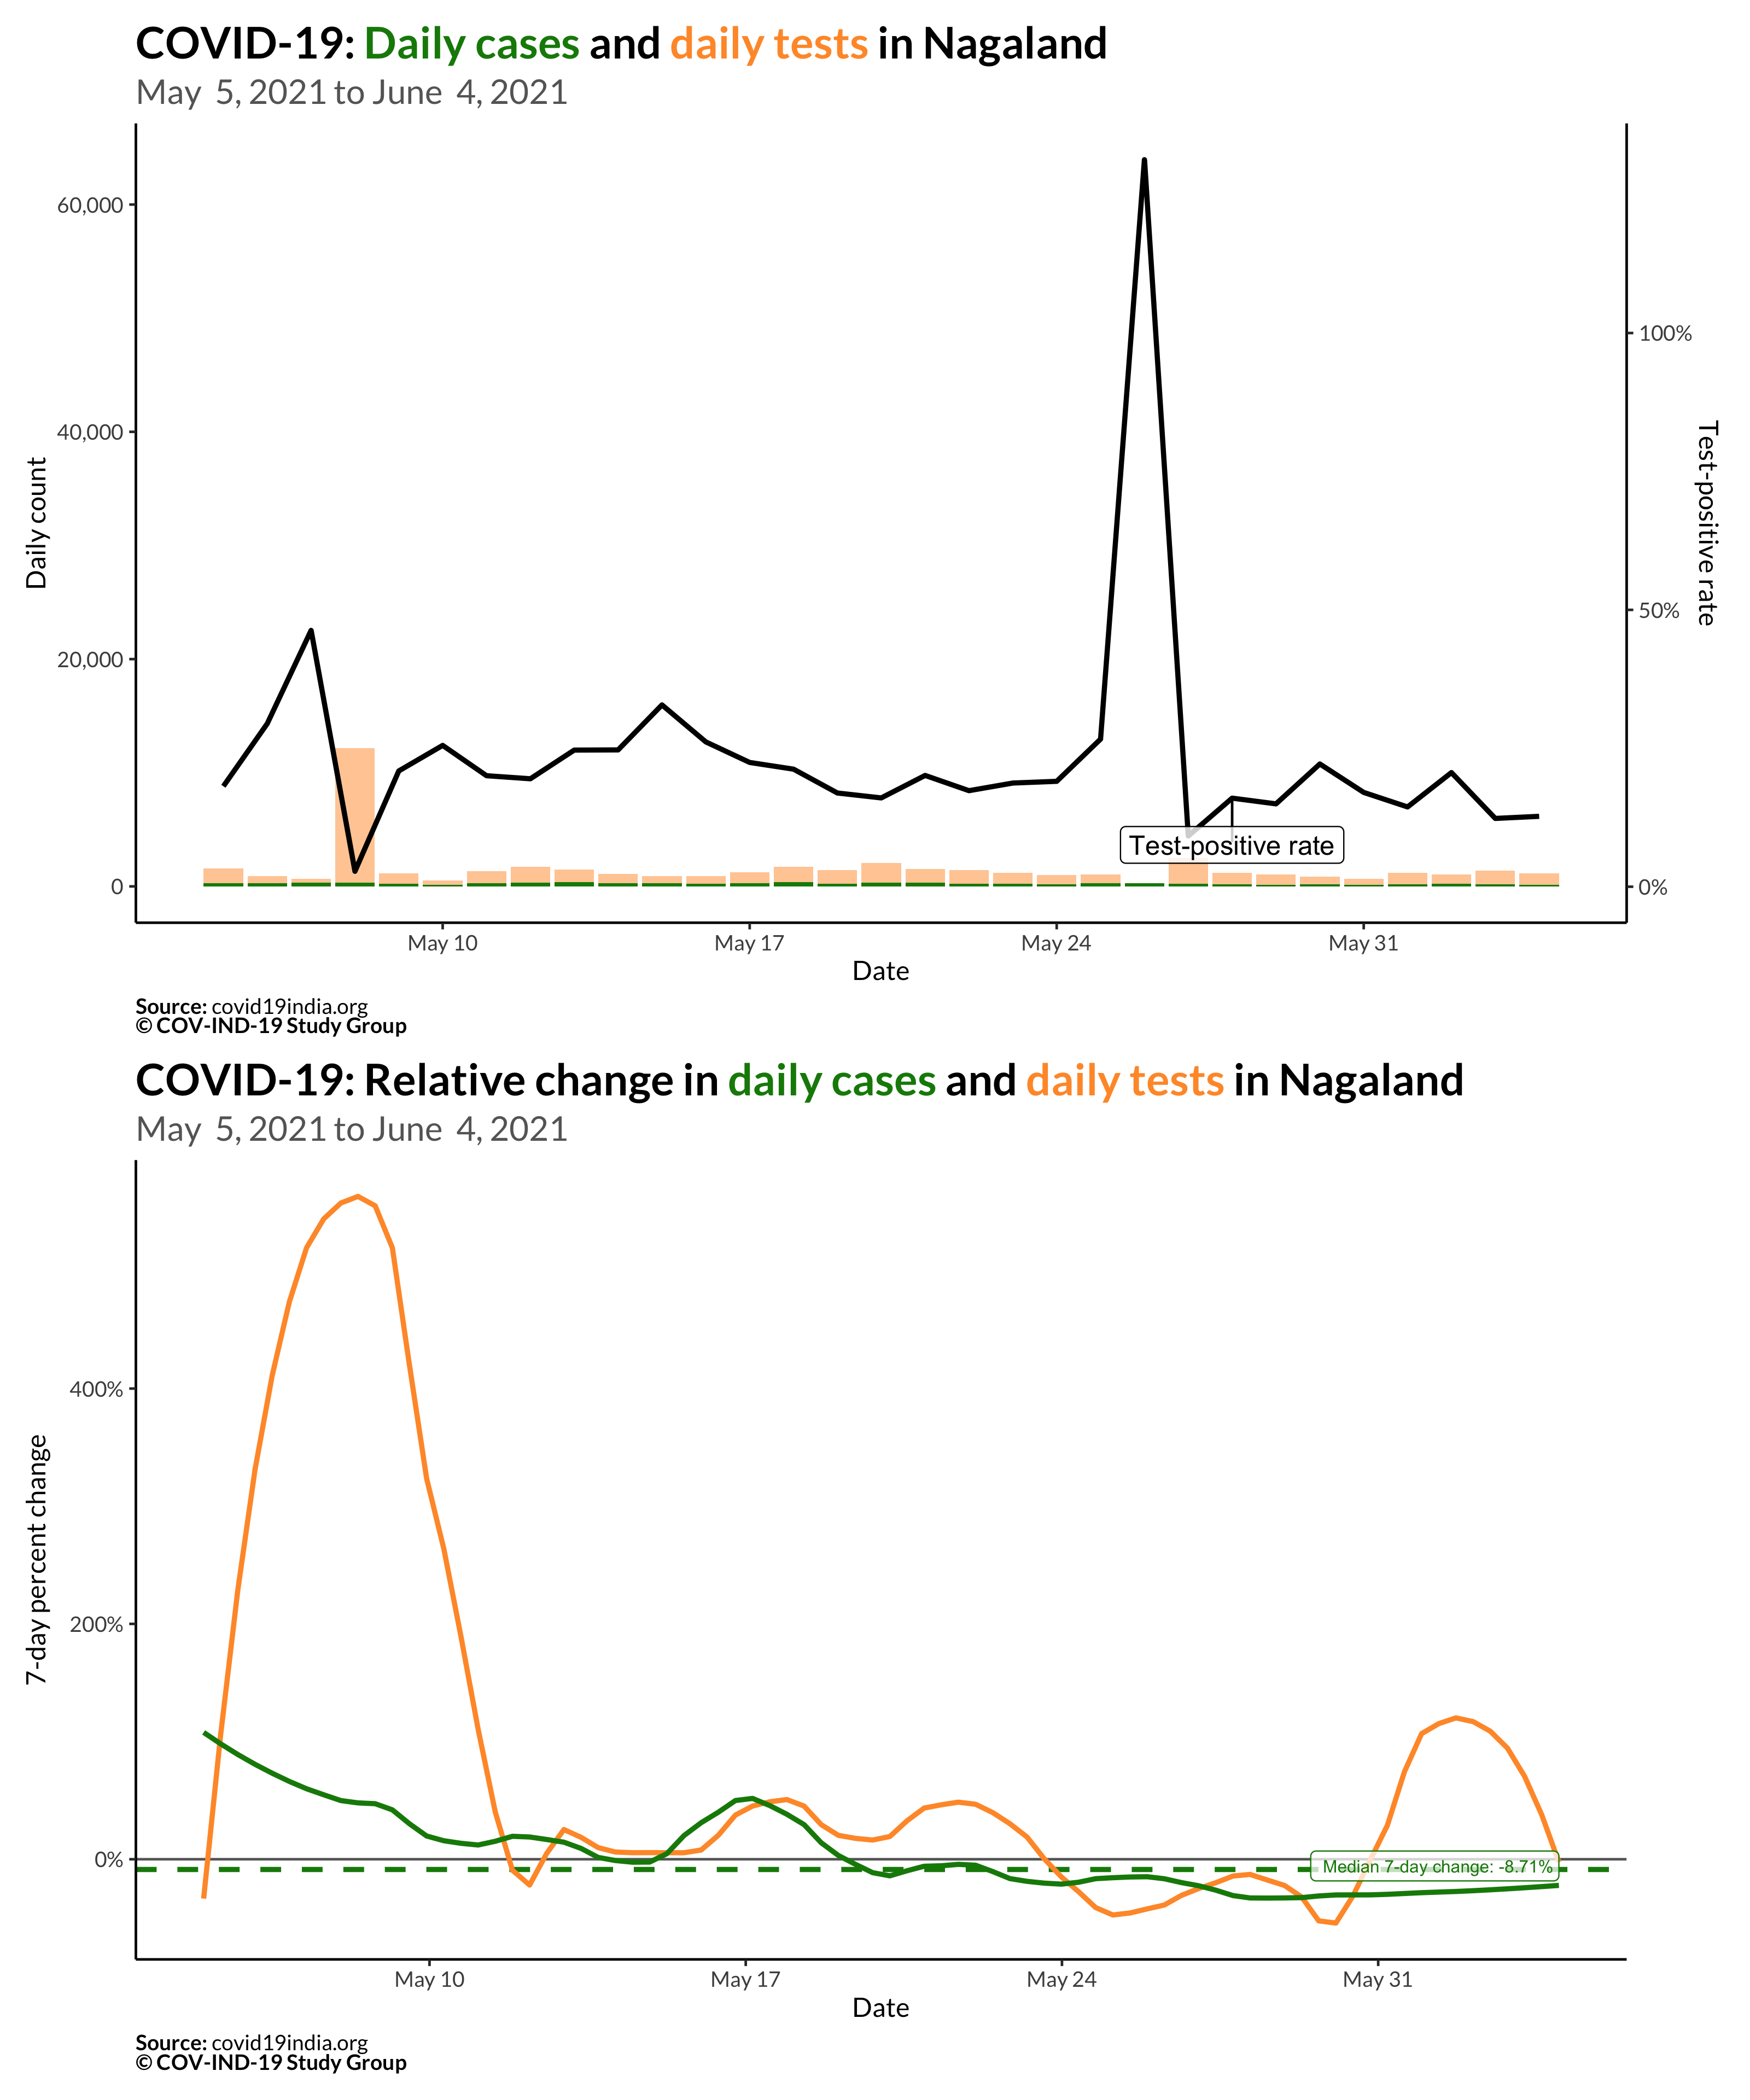 COVID-19: Daily cases and daily tests in Nagaland
May 5, 2021 to June 4, 2021
60,000
40,000
20,000
0
Daily count
100%
50%
0%
Test-positive rate
Test-positive rate
May 10
May 17
May 24
May 31
Date
Source: covid19india.org
© COV-IND-19 Study Group
COVID-19: Relative change in daily cases and daily tests in Nagaland
May 5, 2021 to June 4, 2021
400%
200%
0%
7-day percent change
Median 7-day change: -8.71%
May 10
May 17
May 24
May 31
Date
Source: covid19india.org
© COV-IND-19 Study Group